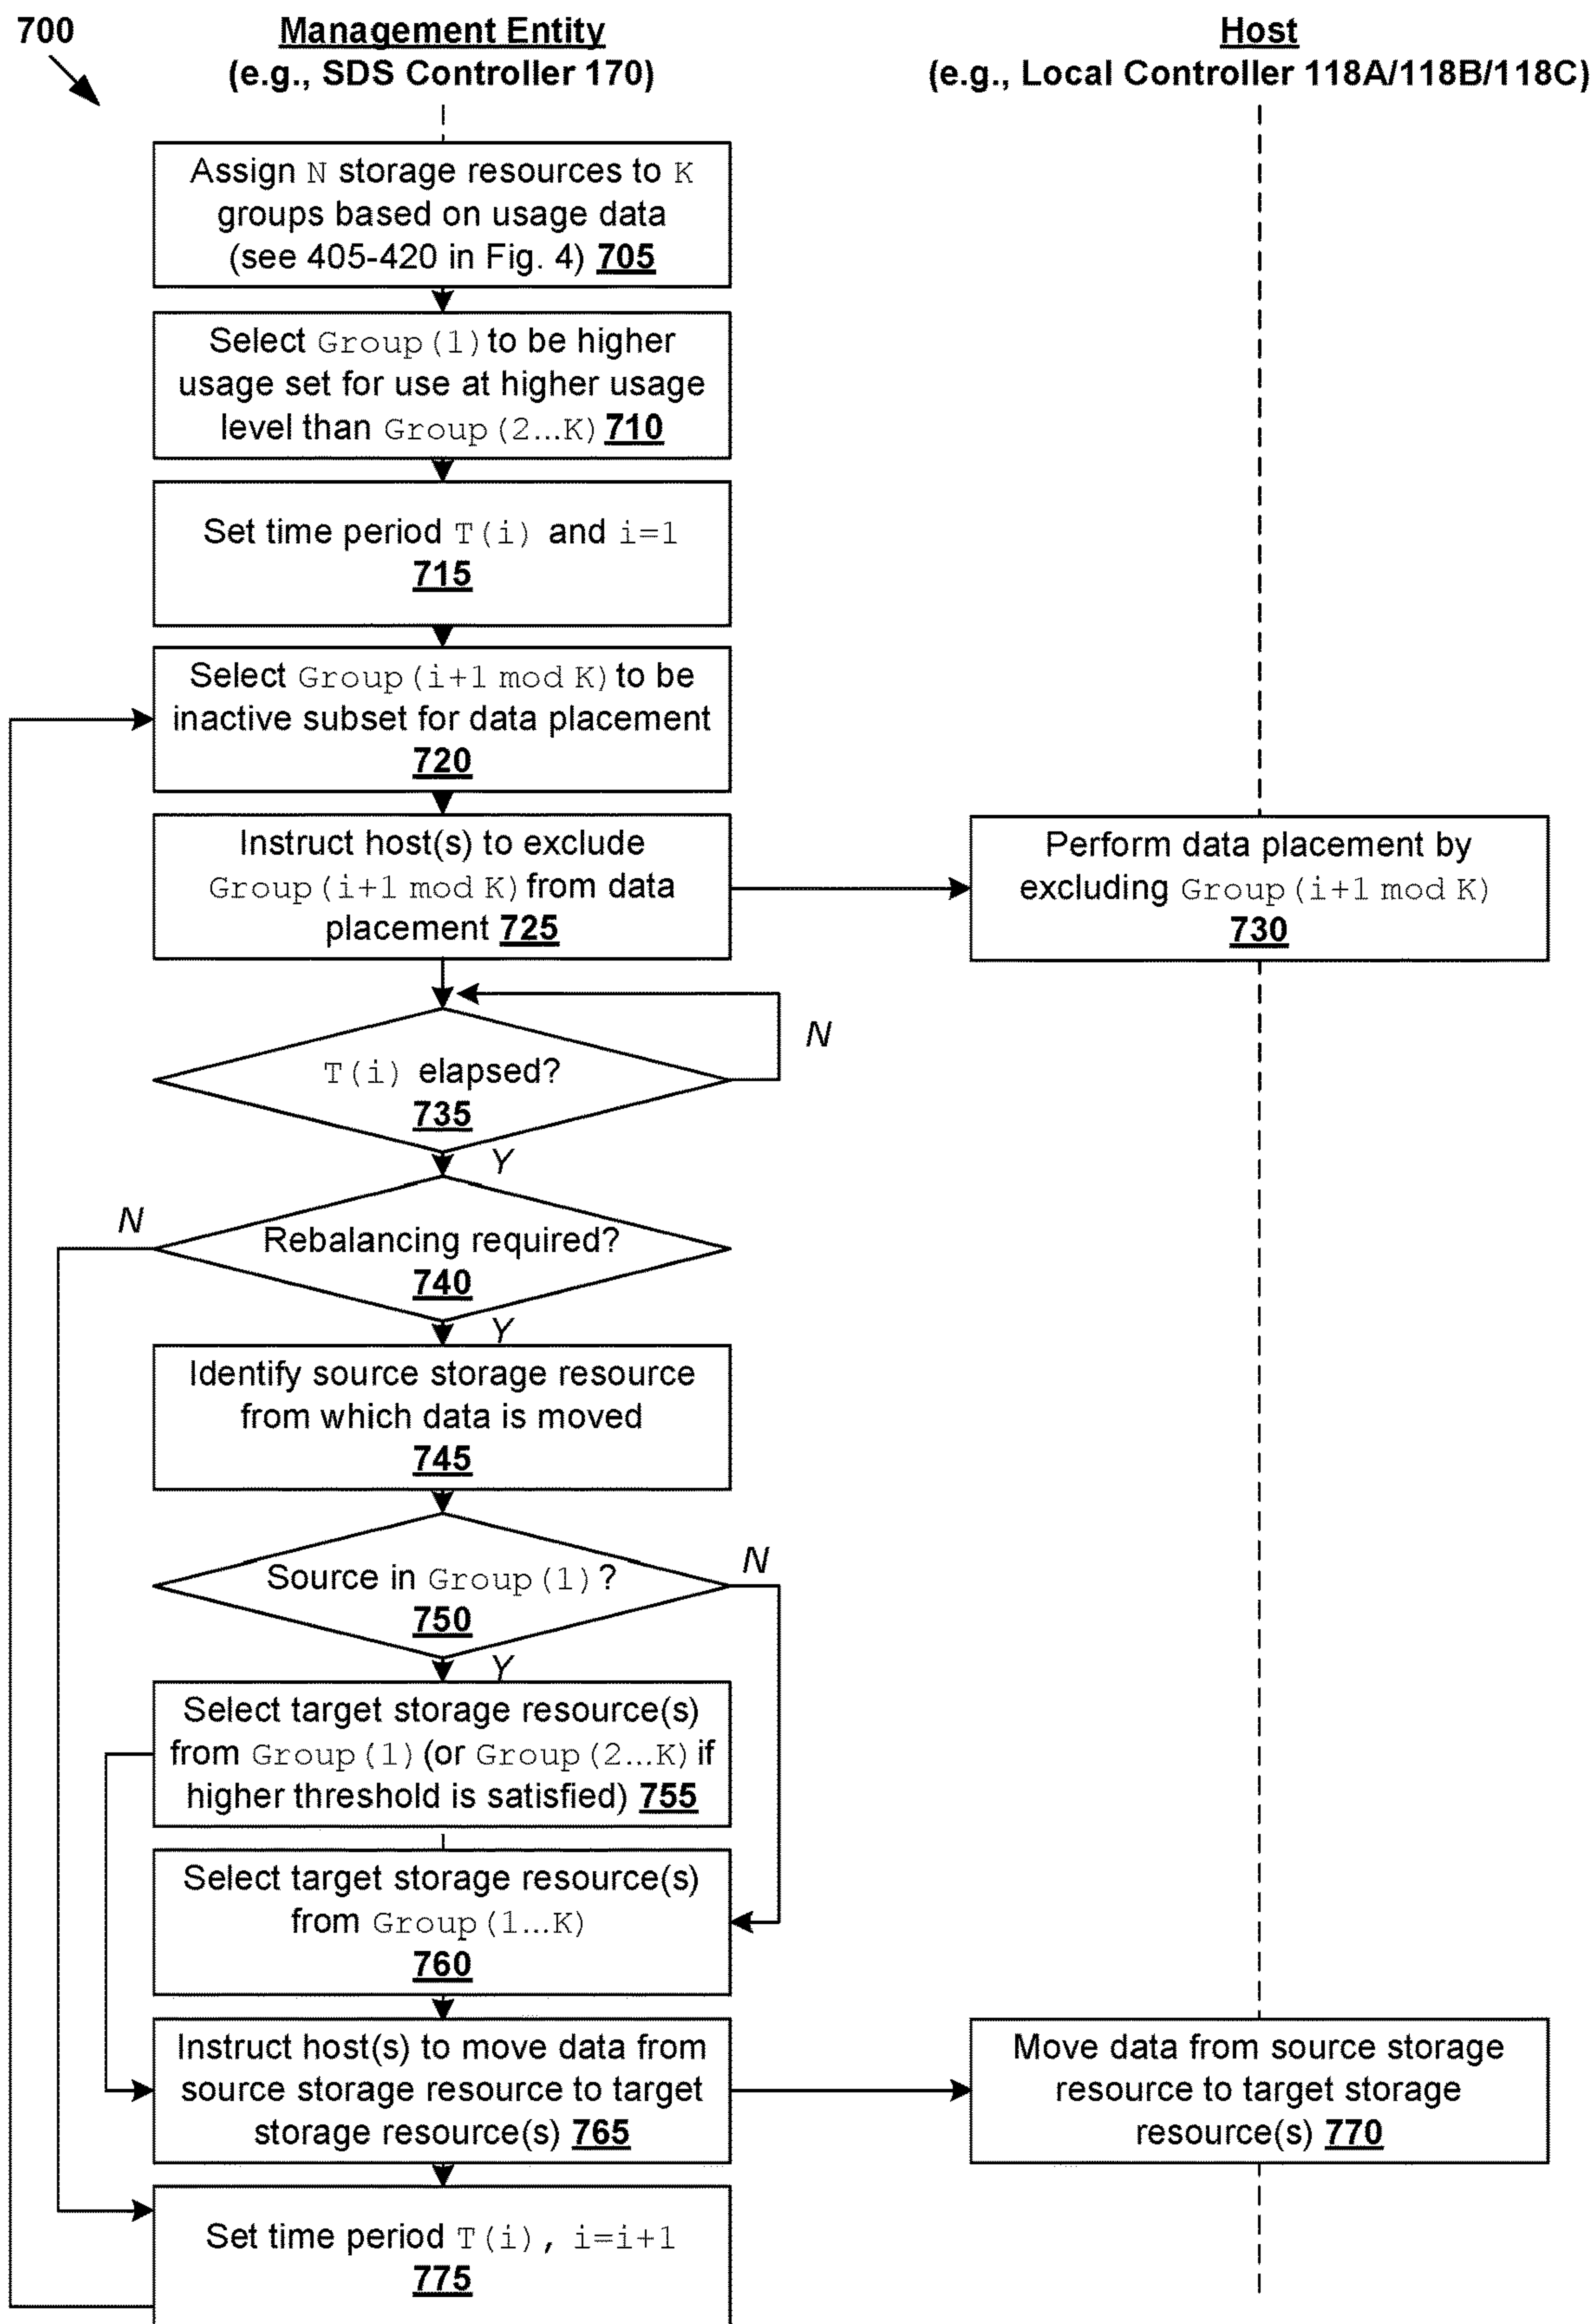 700
Management Entity
(e.g., SDS Controller 170)
Host
(e.g., Local Controller 118A/118B/118C)
Assign N storage resources to K
groups based on usage data
(see 405-420 in Fig. 4) 705
Select Group(1) to be higher
usage set for use at higher usage
level than Group(2...K) 710
Set time period T(i) and i=1
715
Select Group(i+1 mod K) to be
inactive subset for data placement
720
Instruct host(s) to exclude
Group(i+1 mod K) from data
placement 725
Perform data placement by
excluding Group(i+1 mod K)
730
N
T(i) elapsed?
735
Y
N
Rebalancing required?
740
Y
Identify source storage resource
from which data is moved
745
N
Source in Group(1)?
750
Y
Select target storage resource(s)
from Group(1) (or Group(2...K) if
higher threshold is satisfied) 755
Select target storage resource(s)
from Group(1...K)
760
Instruct host(s) to move data from
source storage resource to target
storage resource(s) 765
Move data from source storage
resource to target storage
resource(s) 770
Set time period T(i), i=i+1
775